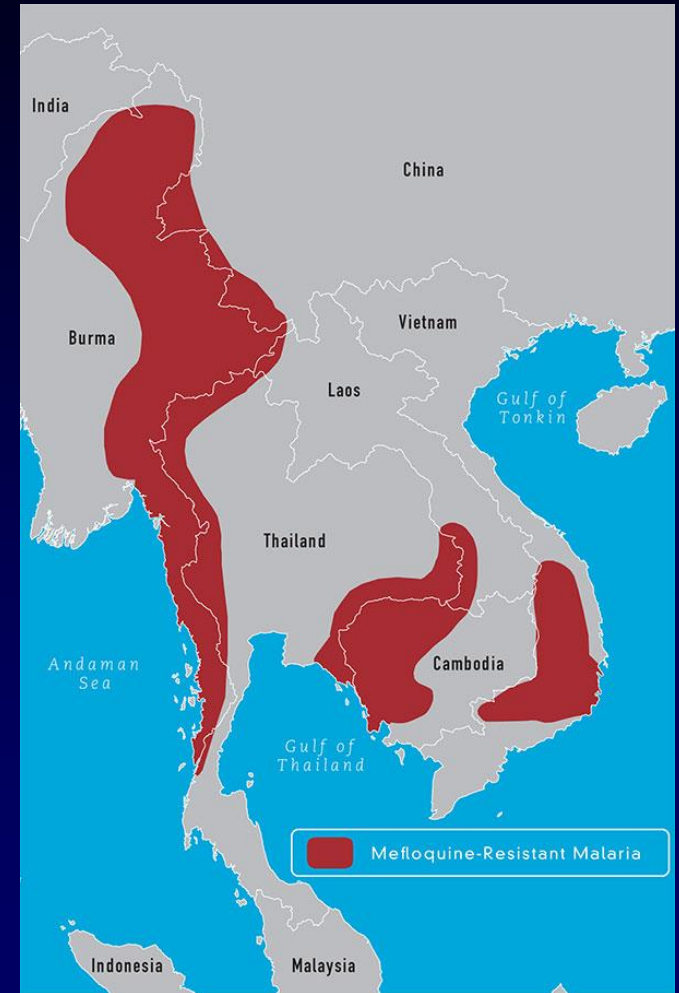 India
China
Burma
Vietnam
Laos
Gulf of
Tonkin
Thailand
Andaman
Sea
Cambodia
Gulf of
Thailand
Mefloquine-Resistant Malaria
Indonesia
Malaysia